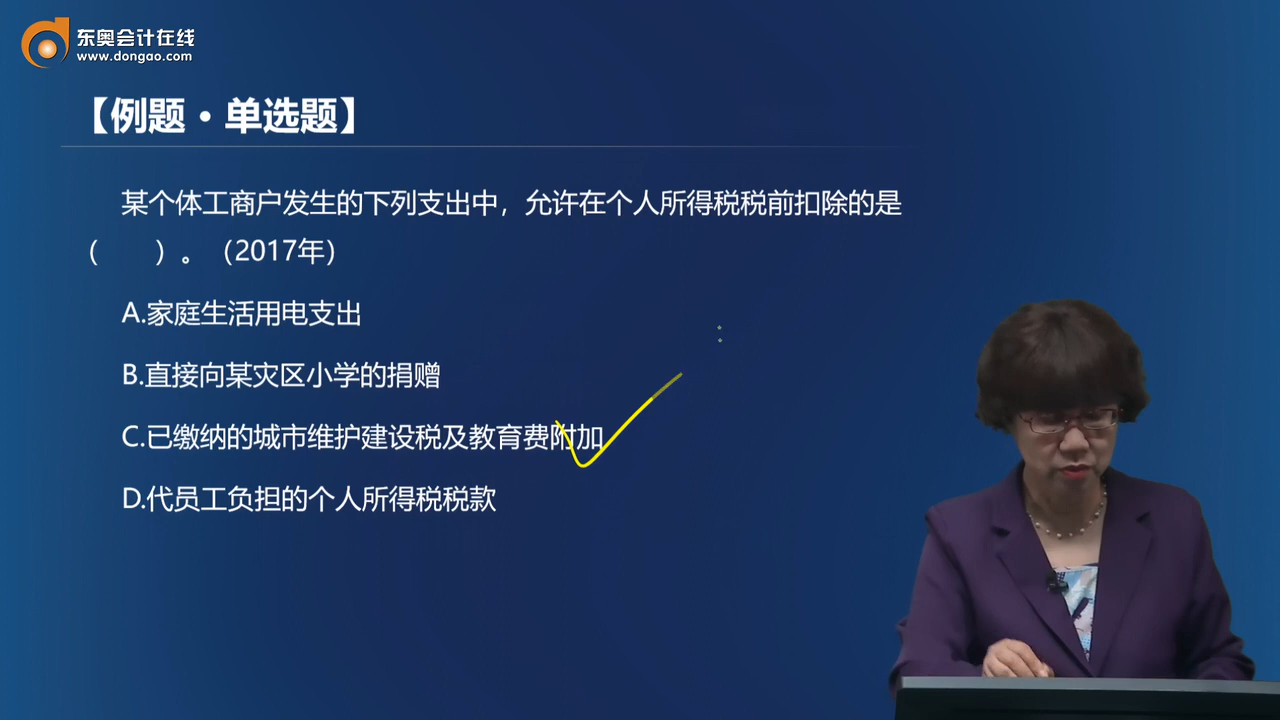 东奥会计在线
www.dongao.com
【例题·单选题】
某个体工商户发生的下列支出中，允许在个人所得税税前扣除的是
（　　）。（2017年）
A.家庭生活用电支出
B.直接向某灾区小学的捐赠
C.已缴纳的城市维护建设税及教育费附加
D.代员工负担的个人所得税税款